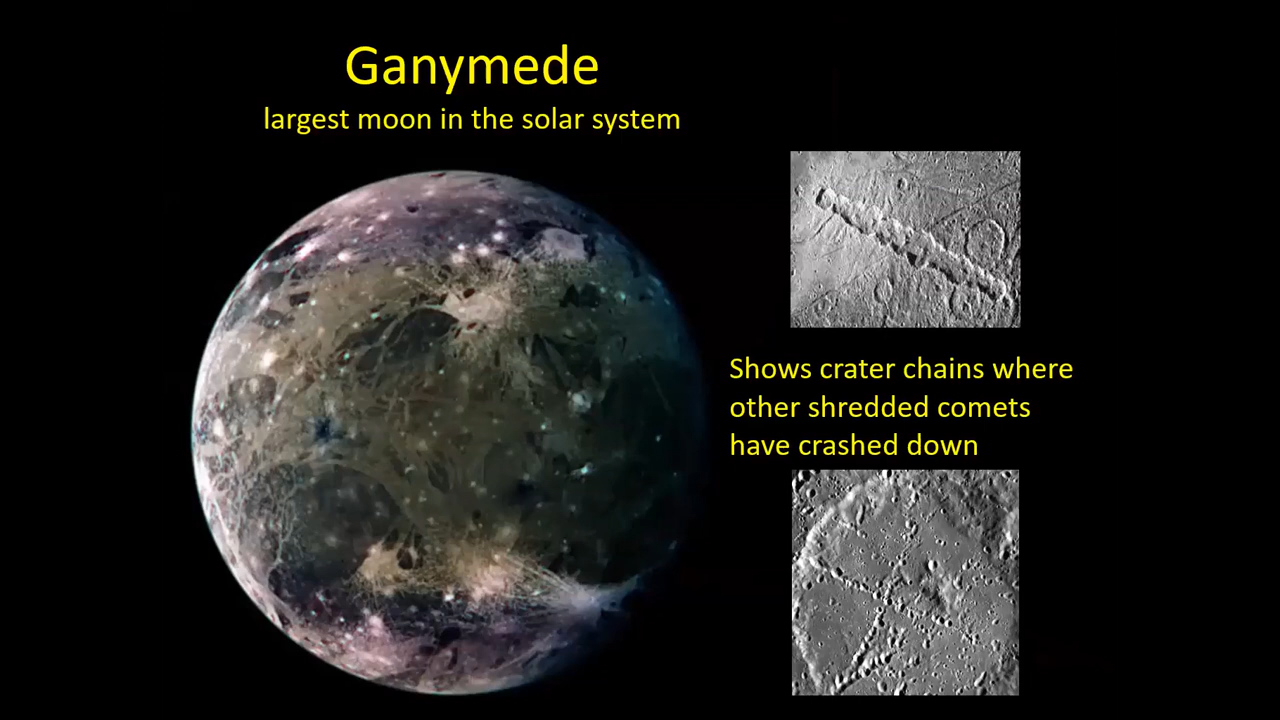 Ganymede
largest moon in the solar system
Shows crater chains where
other shredded comets
have crashed down